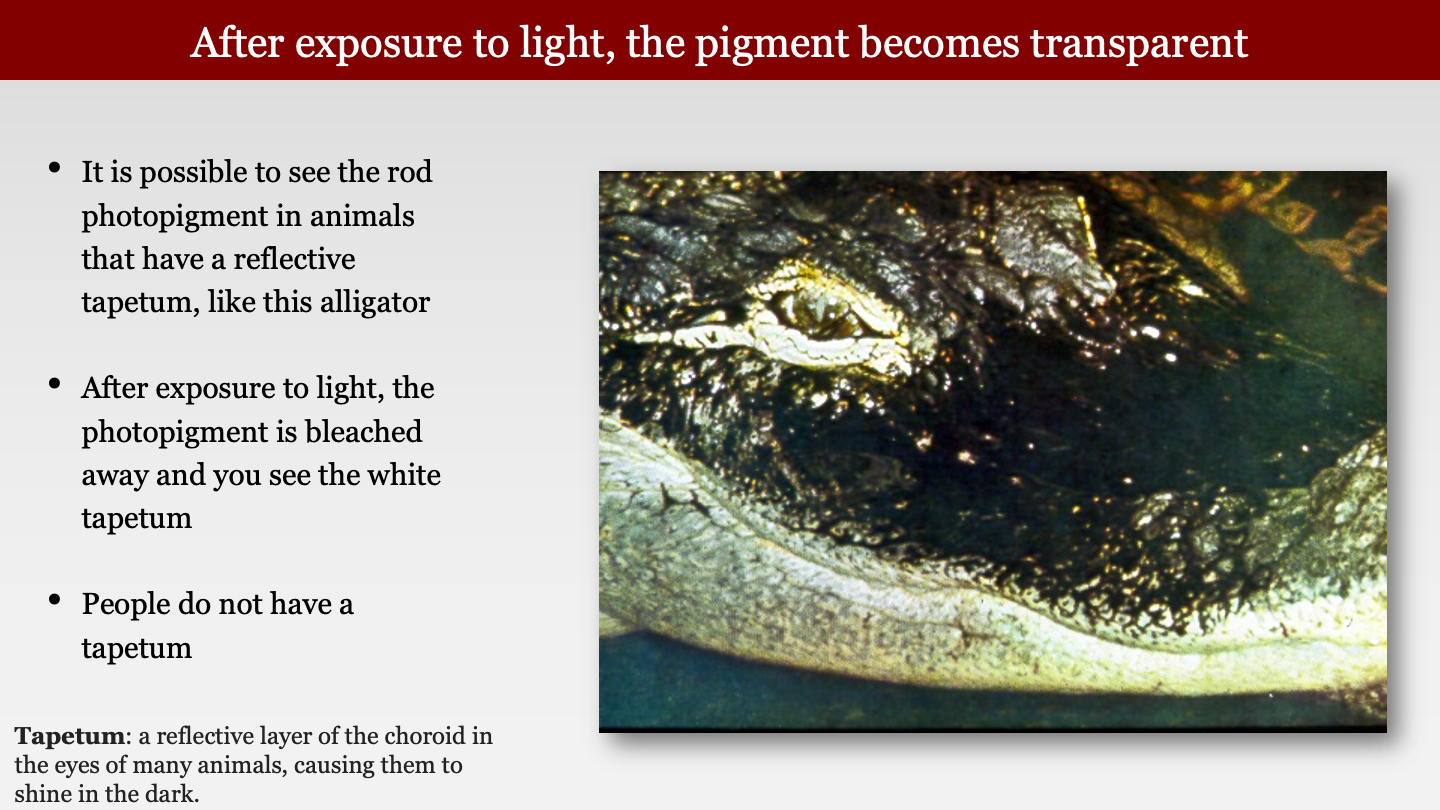 After exposure to light, the pigment becomes transparent
• It is possible to see the rod
photopigment in animals
that have a reflective
tapetum, like this alligator
• After exposure to light, the
photopigment is bleached
away and you see the white
tapetum
• People do not have a
tapetum
Tapetum: a reflective layer of the choroid in
the eyes of many animals, causing them to
shine in the dark.